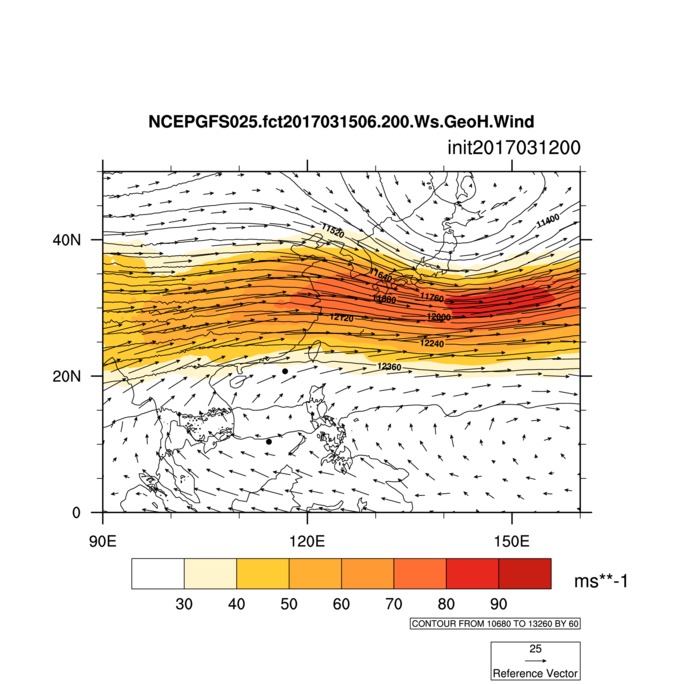 NCEPGFS025.fct2017031506.200.Ws.GeoH.Wind
init2017031200
11400
11520
40N
11640
11760
11880
12000
12120
12240
12360
20N
0
90E 120E 150E
ms**-1
30 40 50 60 70 80 90
CONTOUR FROM 10680 TO 13260 BY 60
25
Reference Vector